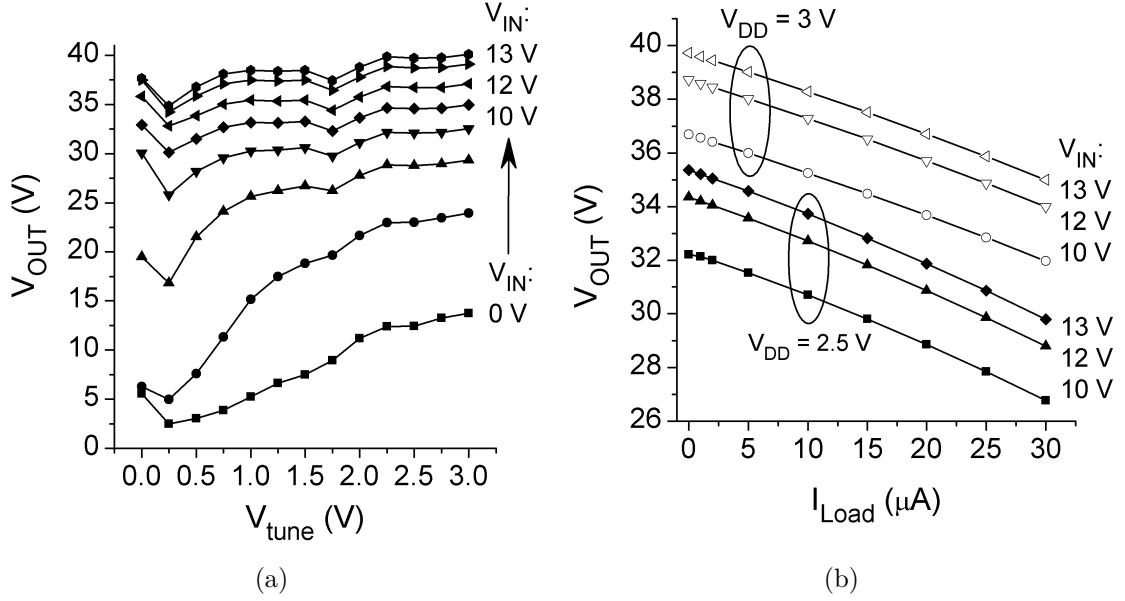 V_IN:
13 V
12 V
10 V
V_IN:
0 V
40
35
30
25
20
15
10
5
0
V_OUT (V)
0.0 0.5 1.0 1.5 2.0 2.5 3.0
V_tune (V)
(a)
V_DD = 3 V
40
38
36
34
32
30
28
26
V_OUT (V)
V_IN:
13 V
12 V
10 V
13 V
12 V
10 V
V_DD = 2.5 V
0 5 10 15 20 25 30
I_Load (μA)
(b)